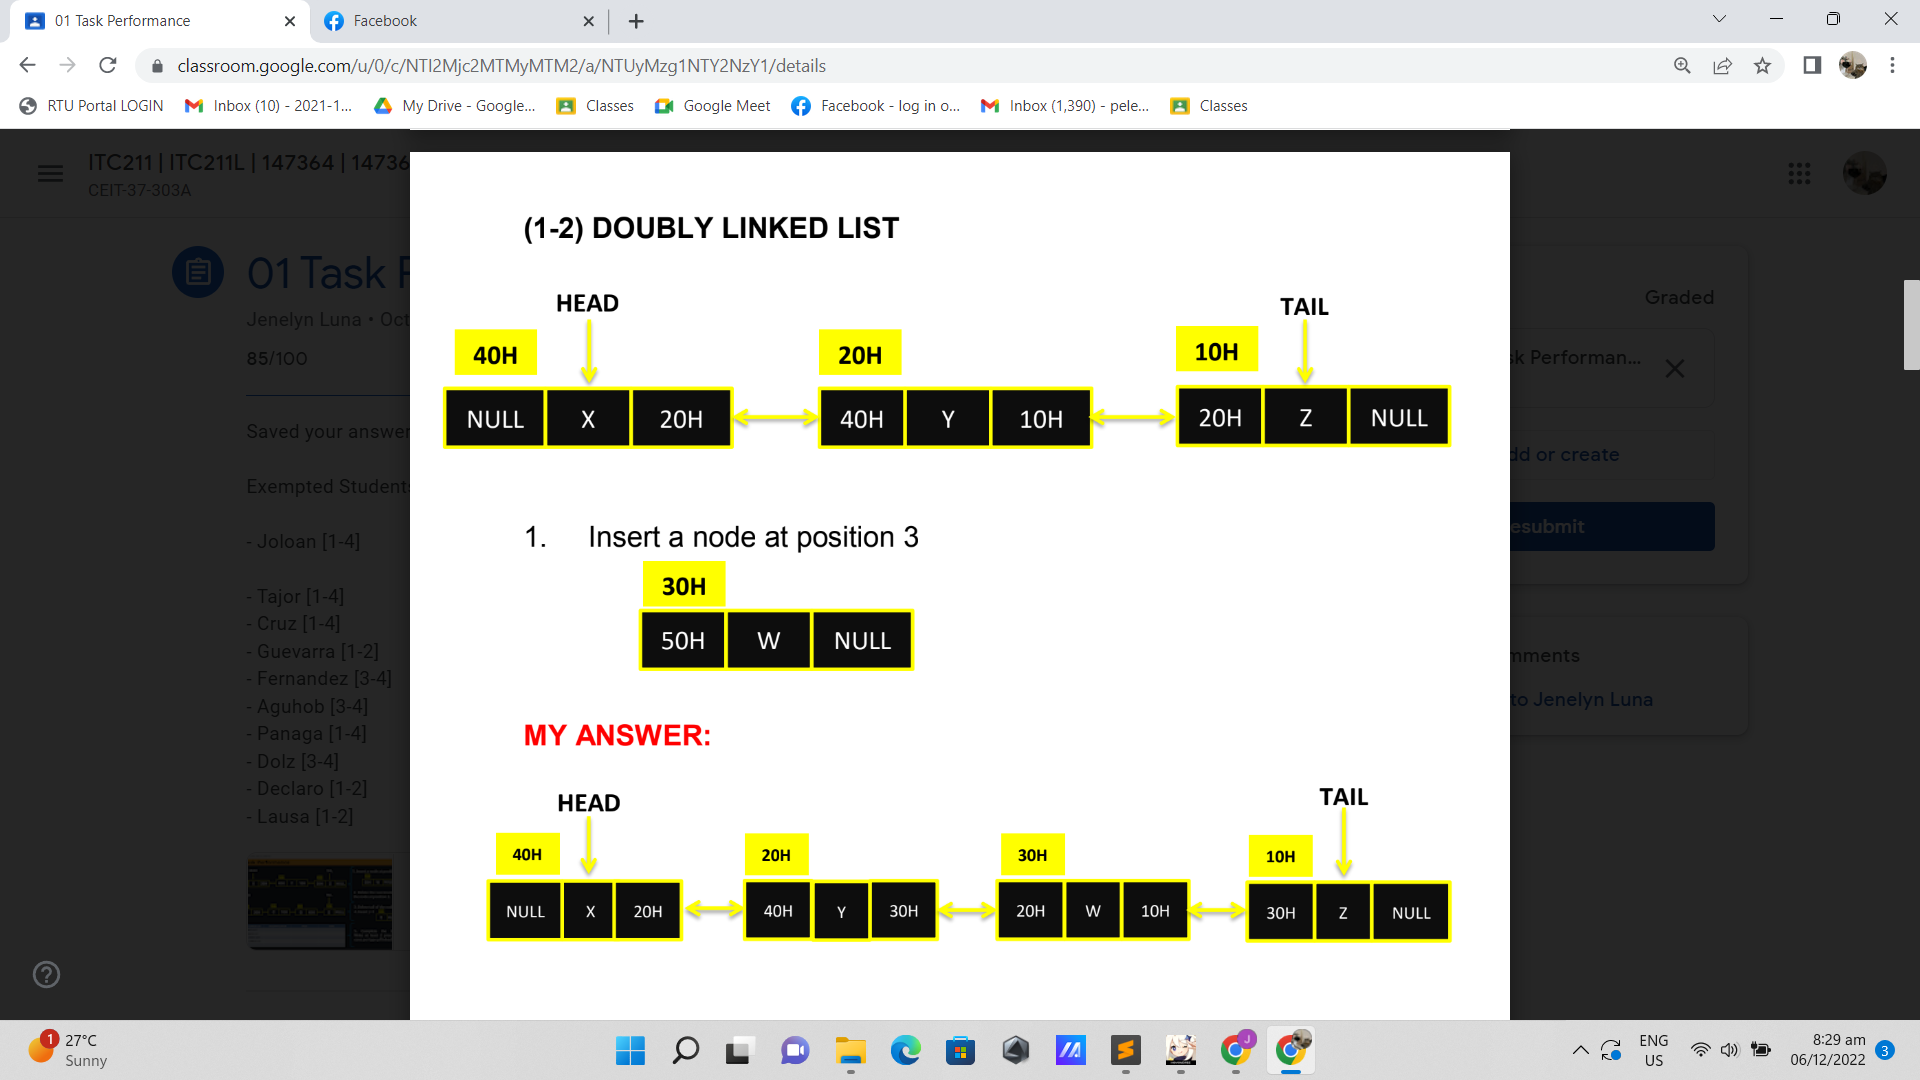 01 Task Performance
Facebook
classroom.google.com/u/0/c/NTI2Mjc2MTMyMTM2/a/NTUyMzg1NTY2NzY1/details
RTU Portal LOGIN
Inbox (10) - 2021-1...
My Drive - Google...
Classes
Google Meet
Facebook - log in o...
Inbox (1,390) - pele...
Classes
ITC211 | ITC211L | 147364 | 14736
CEIT-37-303A
01 Task P
Jenelyn Luna • Oct
85/100
Saved your answer
Exempted Students
- Joloan [1-4]
- Tajor [1-4]
- Cruz [1-4]
- Guevarra [1-2]
- Fernandez [3-4]
- Aguhob [3-4]
- Panaga [1-4]
- Dolz [3-4]
- Declaro [1-2]
- Lausa [1-2]
(1-2) DOUBLY LINKED LIST
HEAD
TAIL
40H
20H
10H
NULL X 20H
40H Y 10H
20H Z NULL
1. Insert a node at position 3
30H
50H W NULL
MY ANSWER:
HEAD
TAIL
40H
20H
30H
10H
NULL X 20H
40H Y 30H
20H W 10H
30H Z NULL
Graded
sk Performan...
dd or create
esubmit
mments
to Jenelyn Luna
1
27°C
Sunny
J
ENG
US
8:29 am
06/12/2022
3